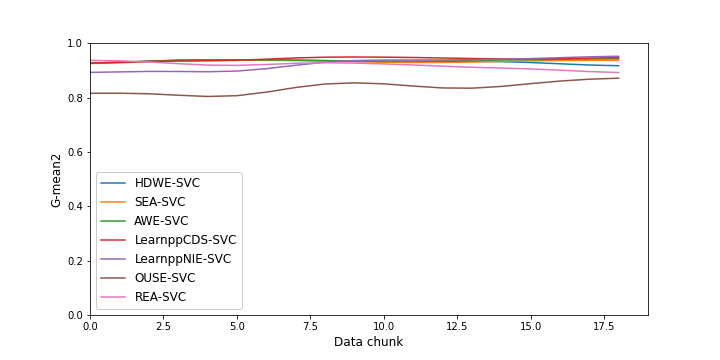 1.0
0.8
0.6
0.4
0.2
0.0
G-mean2
HDWE-SVC
SEA-SVC
AWE-SVC
LearnppCDS-SVC
LearnppNIE-SVC
OUSE-SVC
REA-SVC
0.0 2.5 5.0 7.5 10.0 12.5 15.0 17.5
Data chunk